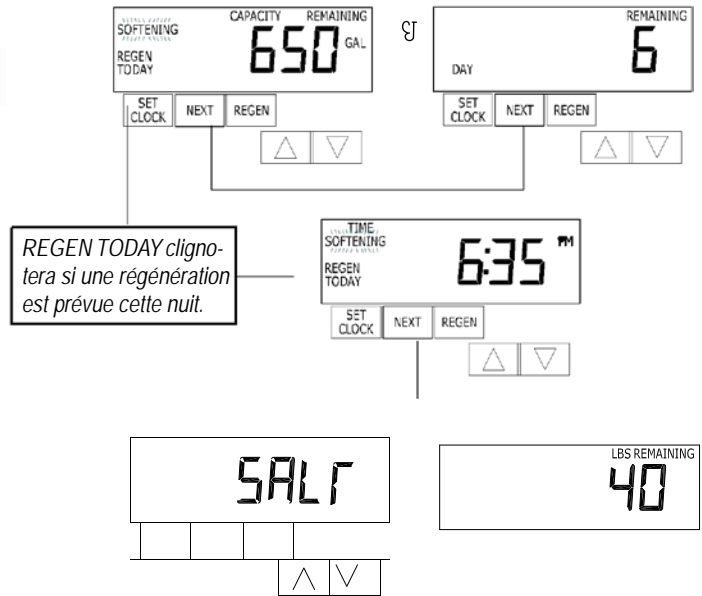 CAPACITY REMAINING
SOFTENING
650 GAL
REGEN
TODAY
SET
CLOCK
NEXT
REGEN
REMAINING
6
DAY
SET
CLOCK
NEXT
REGEN
REGEN TODAY cligno-
tera si une régénération
est prévue cette nuit.
TIME
SOFTENING
6:35 PM
REGEN
TODAY
SET
CLOCK
NEXT
REGEN
SALT
LBS REMAINING
40